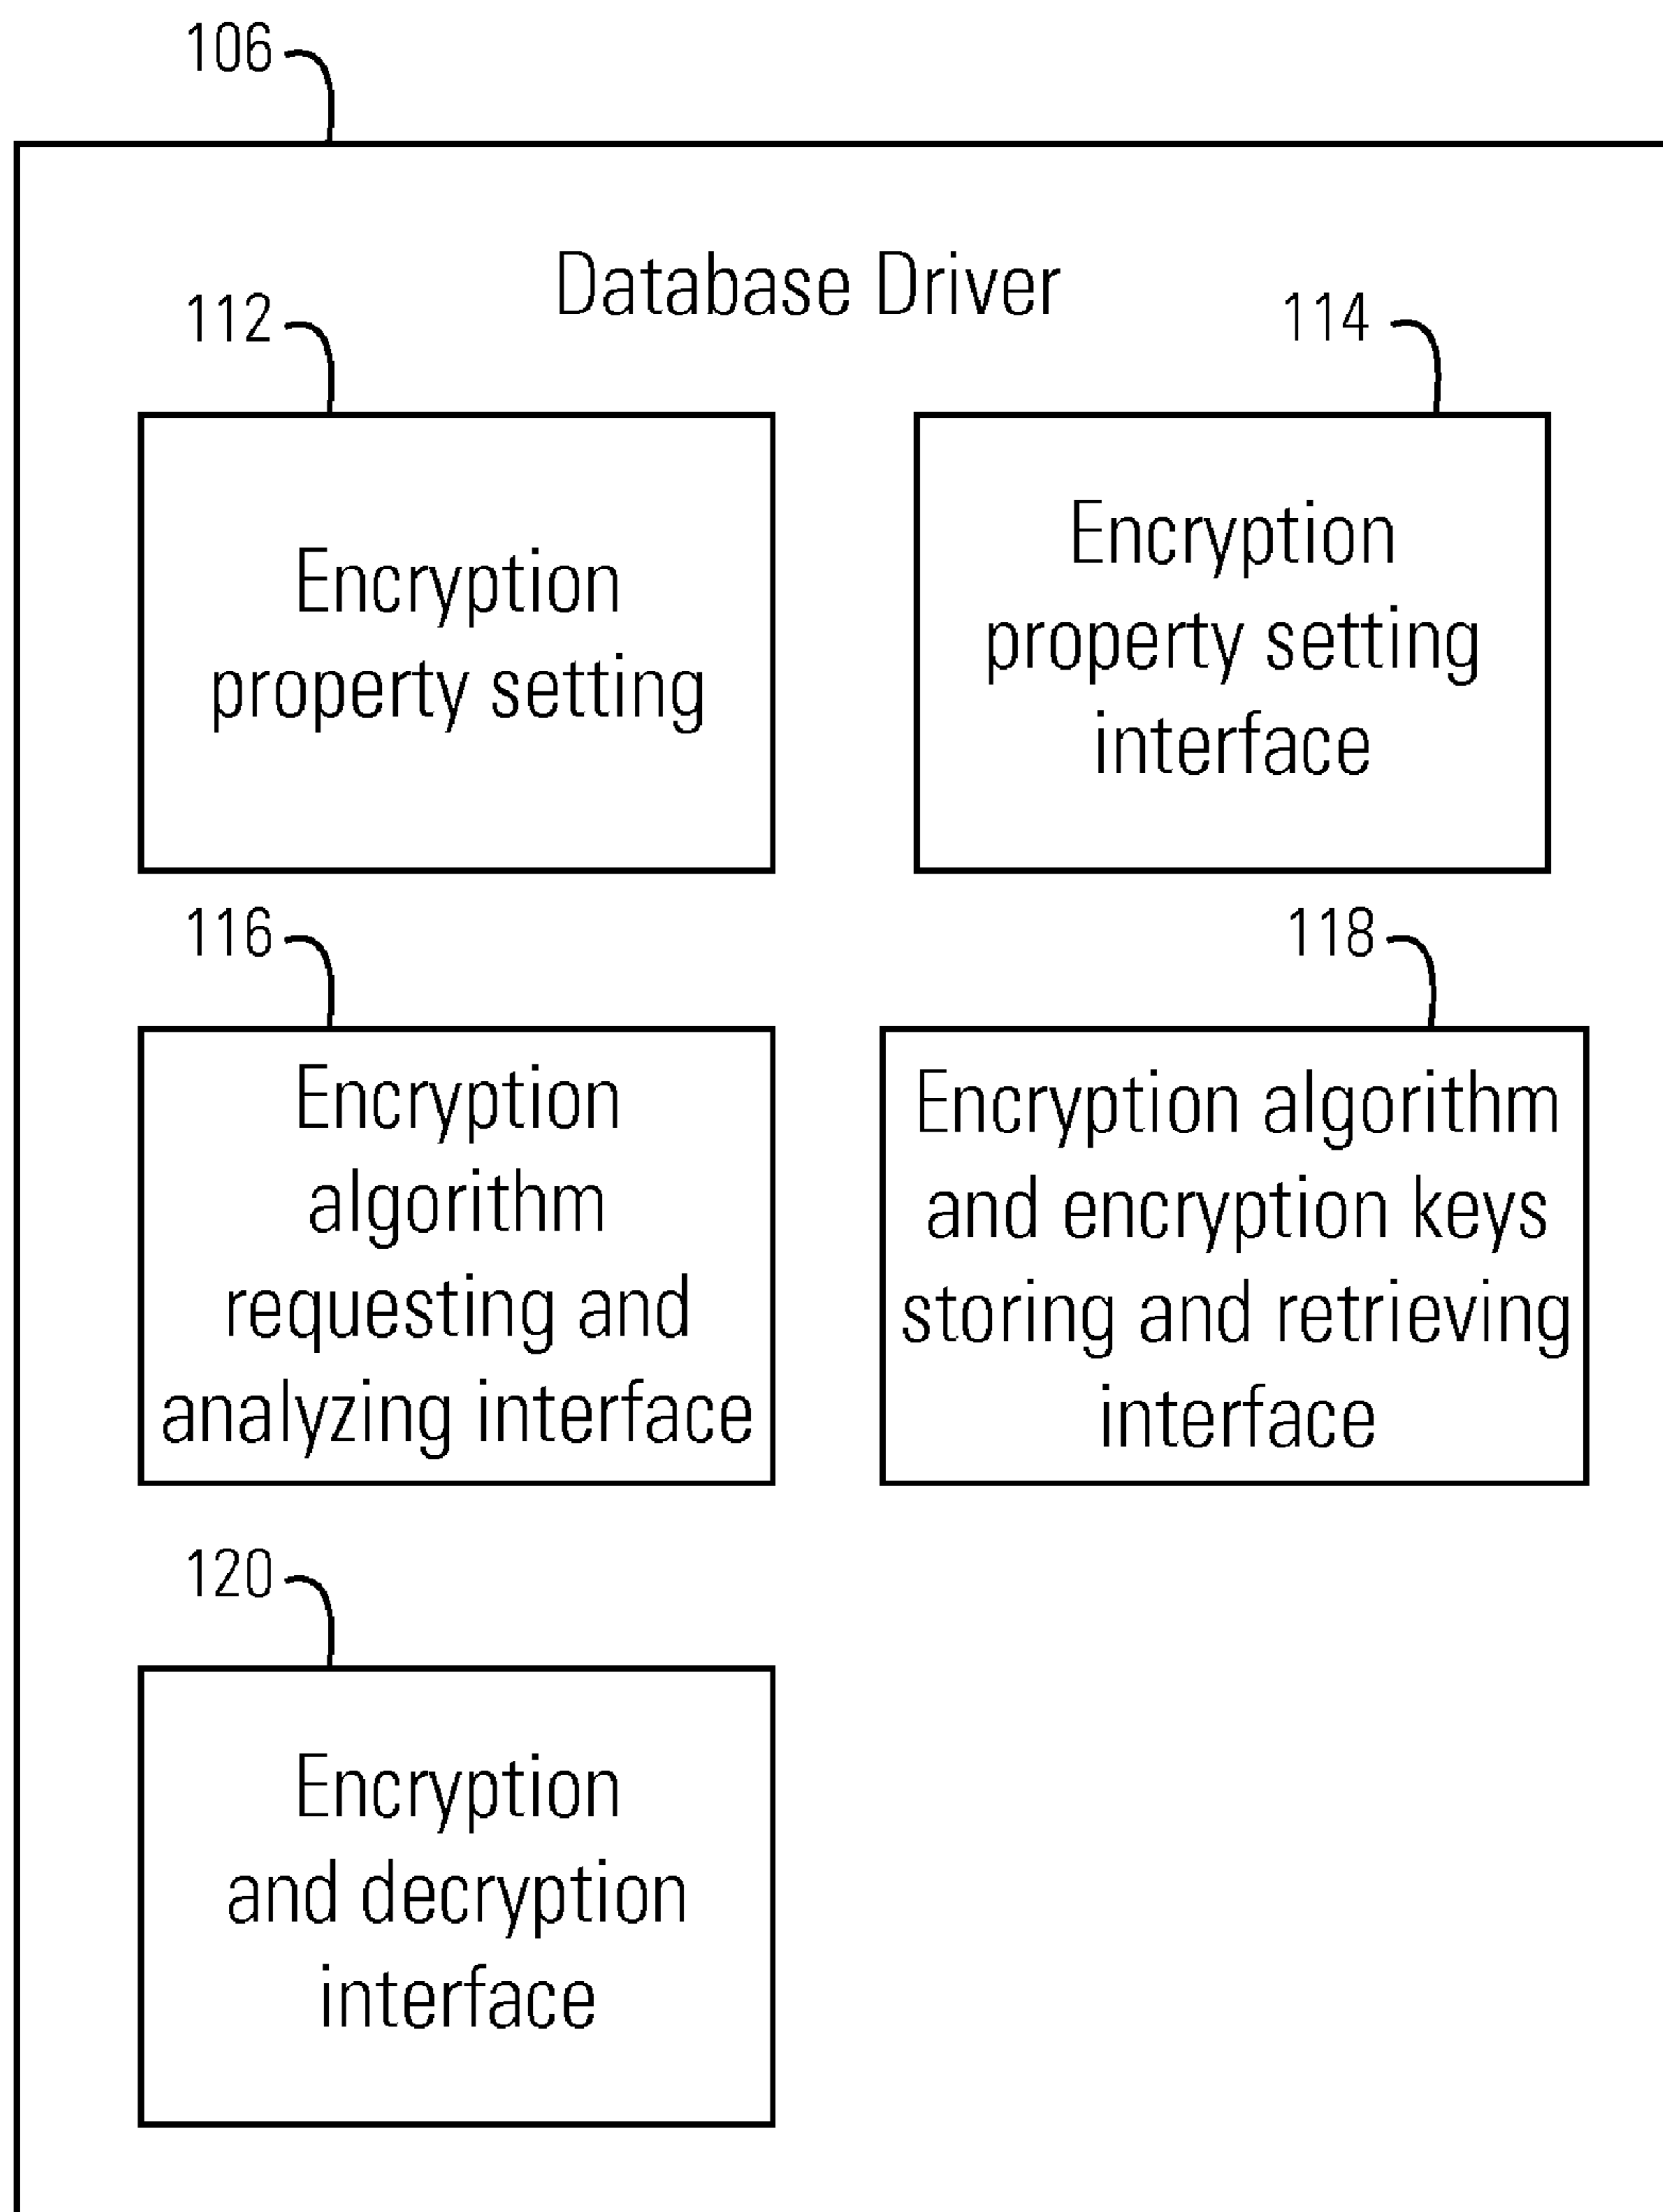 106
Database Driver
112
114
Encryption
property setting
Encryption
property setting
interface
116
118
Encryption
algorithm
requesting and
analyzing interface
Encryption algorithm
and encryption keys
storing and retrieving
interface
120
Encryption
and decryption
interface